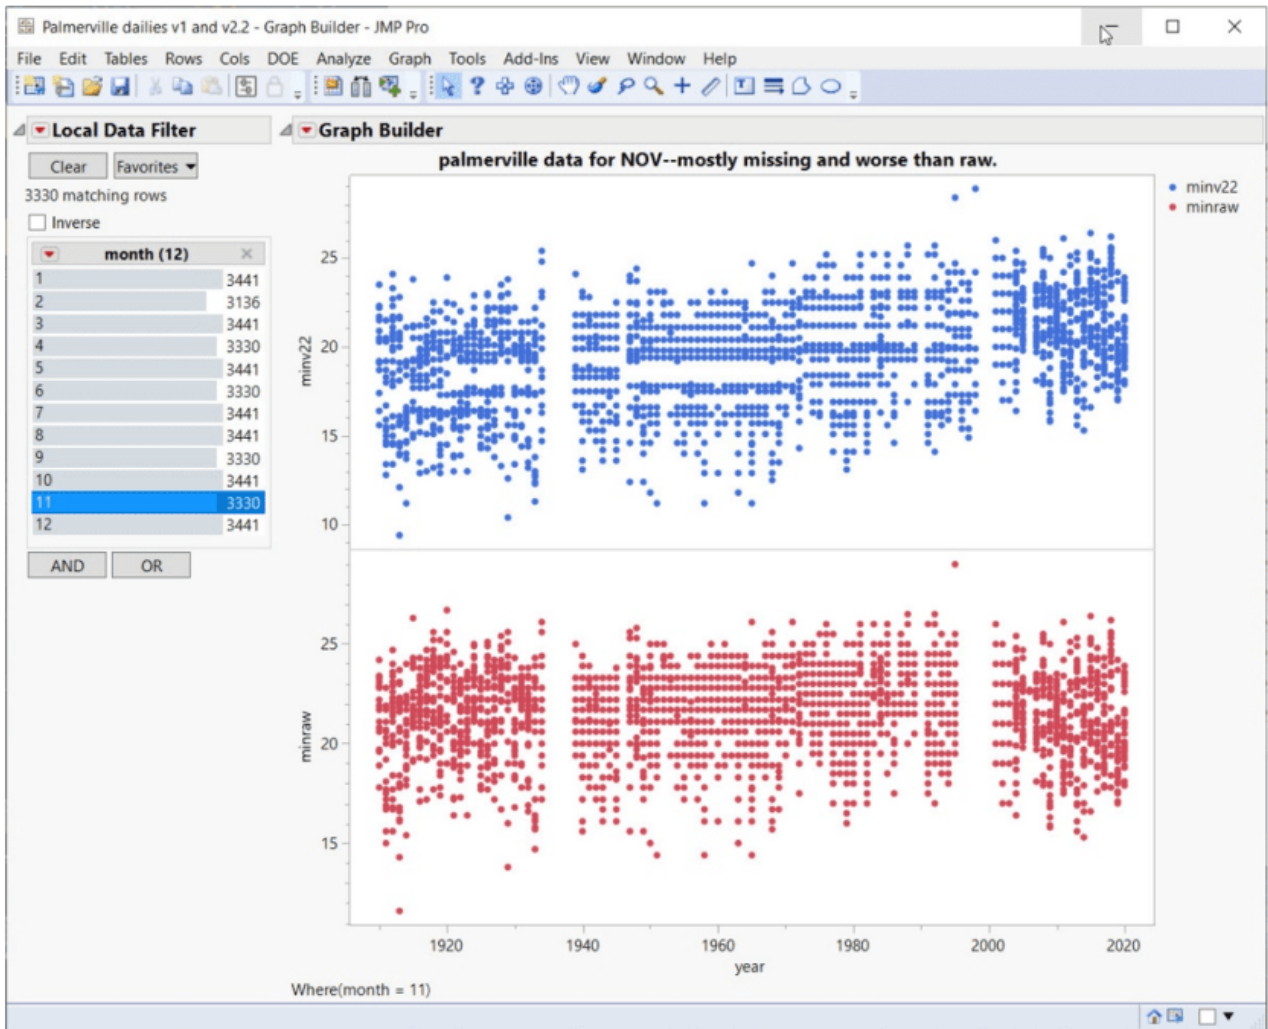 Palmerville dailies v1 and v2.2 - Graph Builder - JMP Pro
File Edit Tables Rows Cols DOE Analyze Graph Tools Add-Ins View Window Help
Local Data Filter
Clear Favorites
3330 matching rows
Inverse
month (12)
1 3441
2 3136
3 3441
4 3330
5 3441
6 3330
7 3441
8 3441
9 3330
10 3441
11 3330
12 3441
AND OR
Graph Builder
palmerville data for NOV--mostly missing and worse than raw.
minv22
minraw
25
20
15
10
minv22
25
20
15
minraw
1920 1940 1960 1980 2000 2020
year
Where(month = 11)